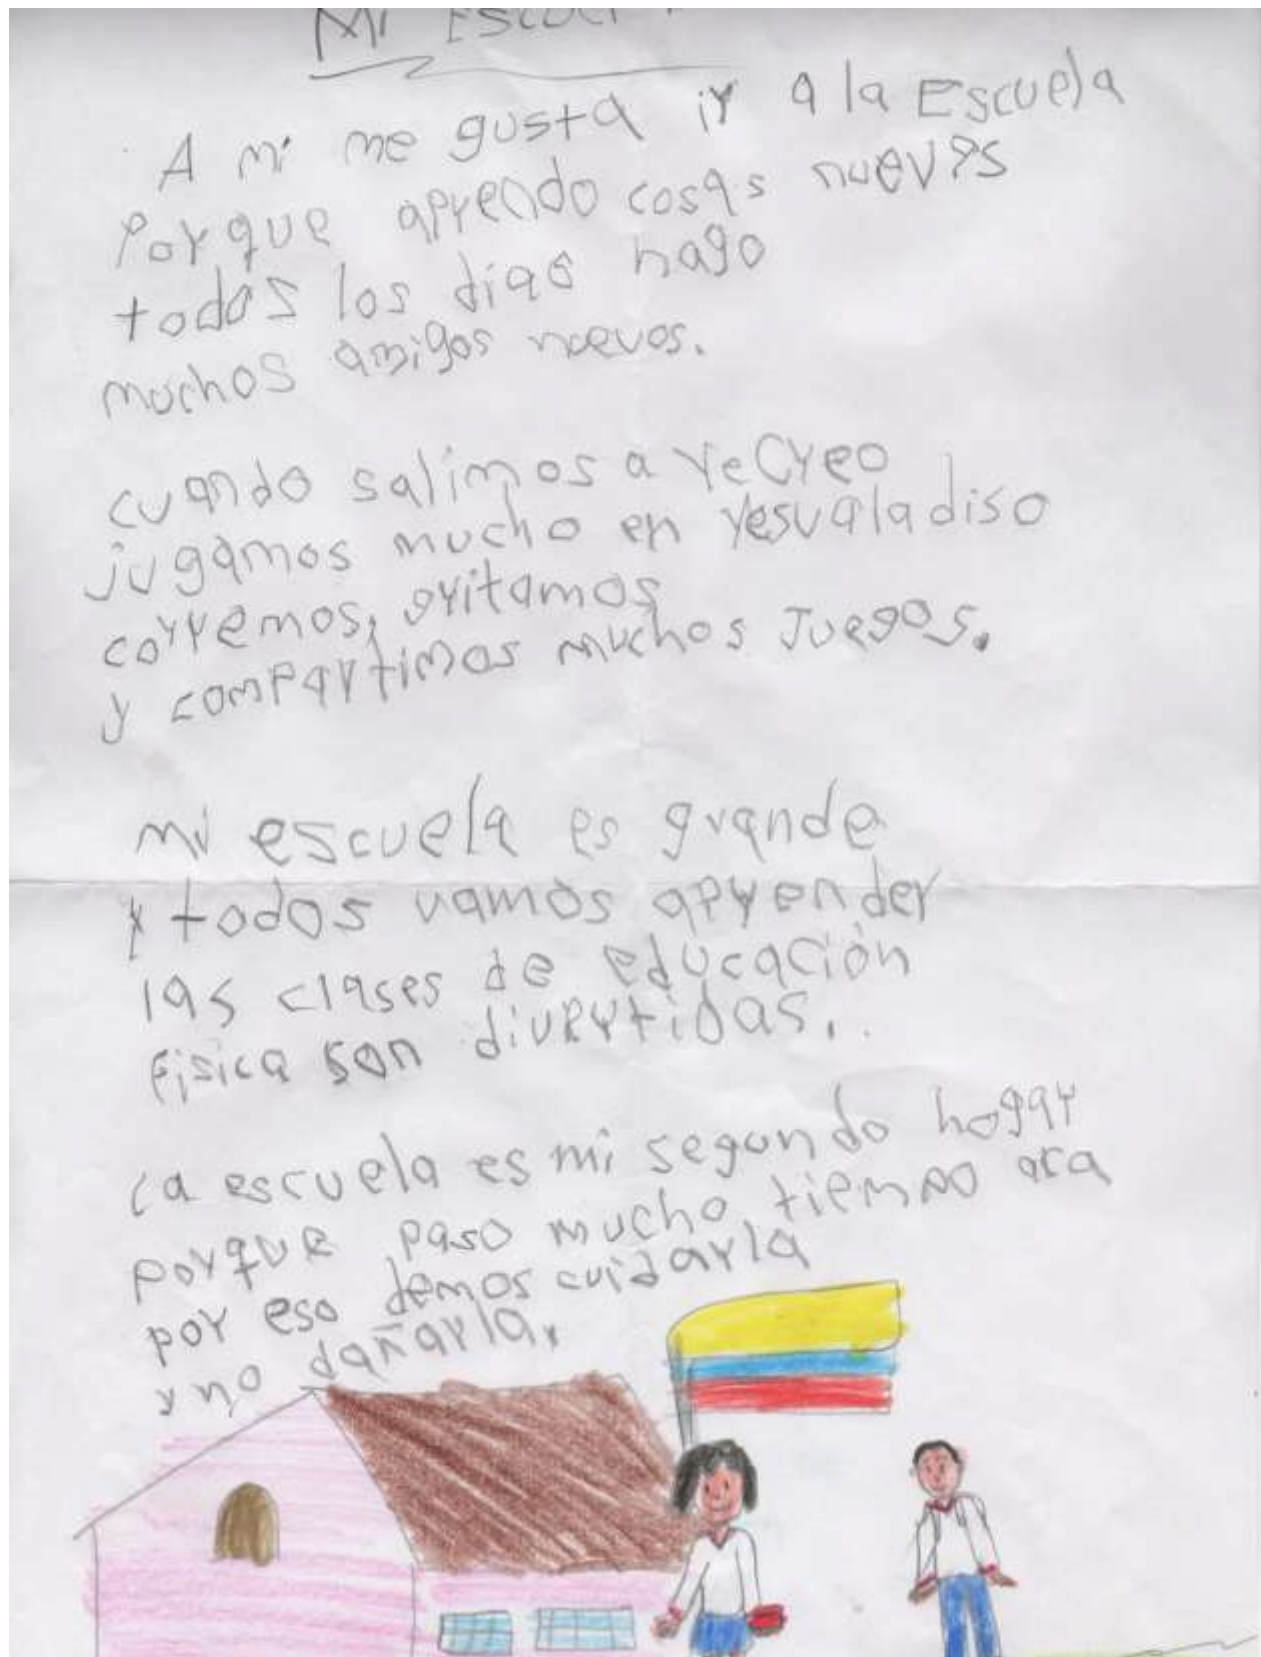 Mi Escuel
A mi me gusta ir a la Escuela
Porque aprendo cosas nuevas
todos los dias hago
muchos amigos nuevos.
cuando salimos a recreo
jugamos mucho en resvaladiso
corremos, gritamos
y compartimos muchos Juegos.
mi escuela es grande
y todos vamos aprender
las clases de educación
fisica son divertidas.
La escuela es mi segundo hogar
porque paso mucho tiempo aca
por eso demos cuidarla
y no dañarla.